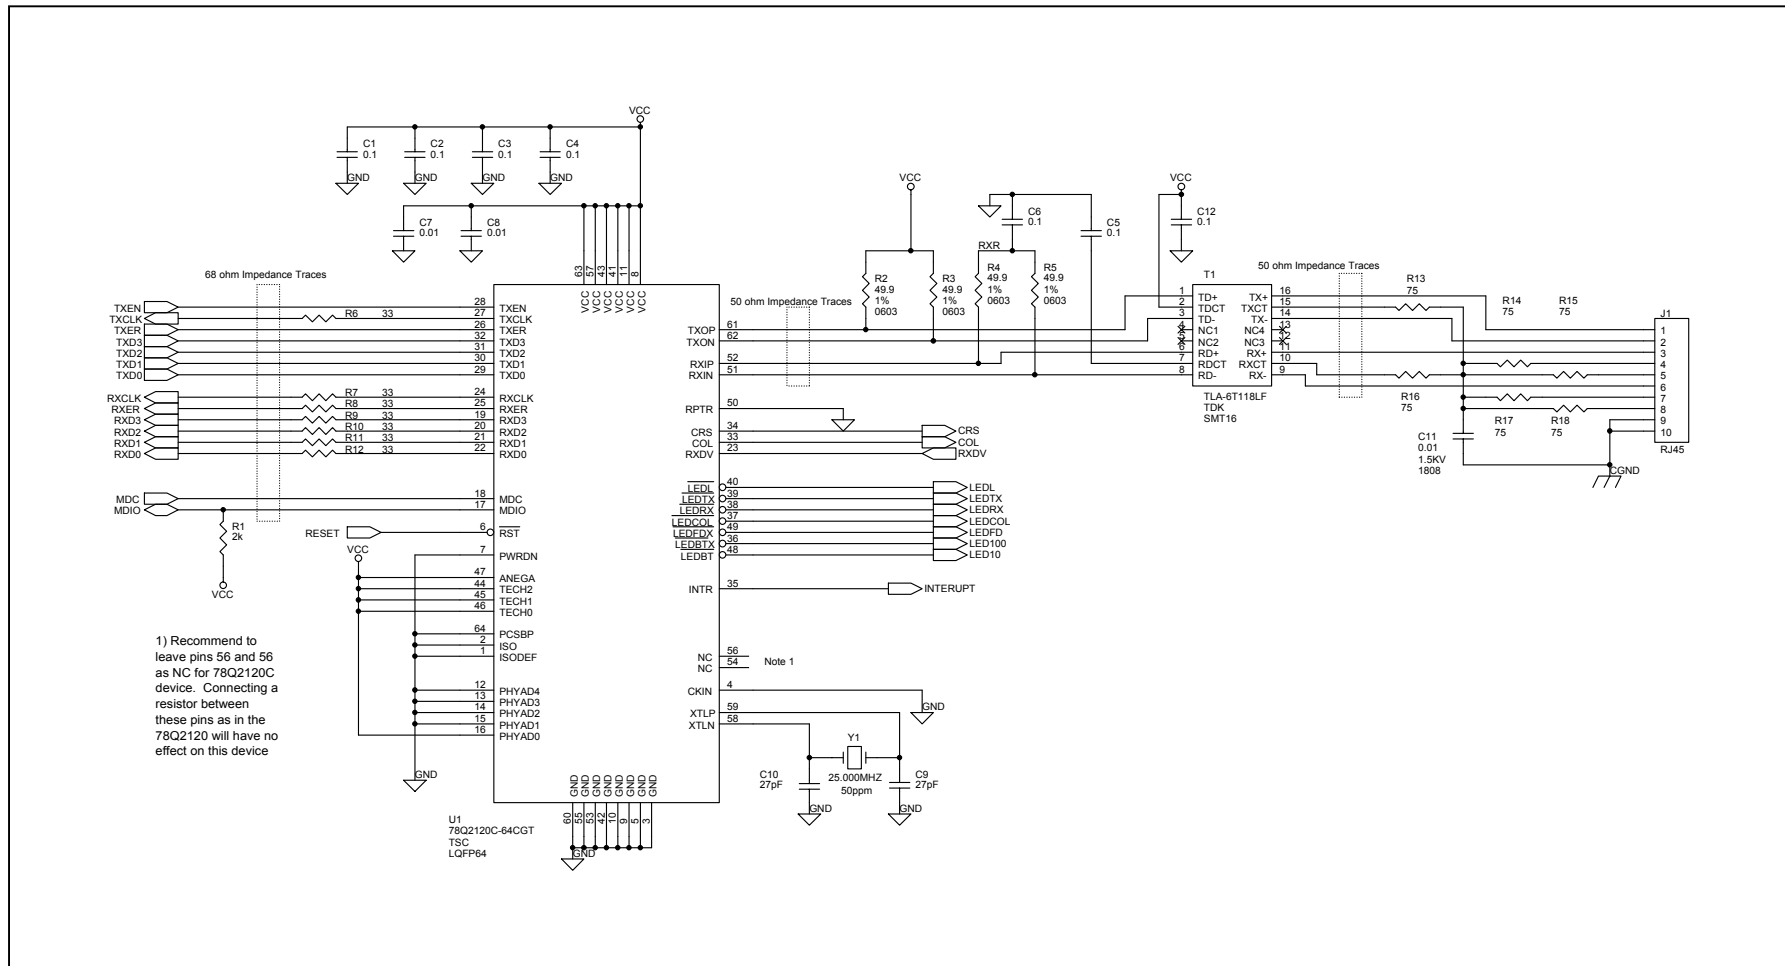 VCC
C1
0.1
C2
0.1
C3
0.1
C4
0.1
GND
GND
GND
GND
C7
0.01
C8
0.01
63
57
43
41
11
8
VCC
VCC
VCC
VCC
VCC
VCC
68 ohm Impedance Traces
TXEN
TXCLK
TXER
TXD3
TXD2
TXD1
TXD0
R6 33
28 TXEN
27 TXCLK
26 TXER
32 TXD3
31 TXD2
30 TXD1
29 TXD0
RXCLK
RXER
RXD3
RXD2
RXD1
RXD0
R7 33
R8 33
R9 33
R10 33
R11 33
R12 33
24 RXCLK
25 RXER
19 RXD3
20 RXD2
21 RXD1
22 RXD0
MDC
MDIO
18 MDC
17 MDIO
R1
2k
VCC
RESET
6 RST
VCC
7 PWRDN
47 ANEGA
44 TECH2
45 TECH1
46 TECH0
64 PCSBP
2 ISO
1 ISODEF
12 PHYAD4
13 PHYAD3
14 PHYAD2
15 PHYAD1
16 PHYAD0
GND
1) Recommend to
leave pins 56 and 56
as NC for 78Q2120C
device. Connecting a
resistor between
these pins as in the
78Q2120 will have no
effect on this device
U1
78Q2120C-64CGT
TSC
LQFP64
GND
GND
GND
GND
GND
GND
GND
GND
60
55
53
42
10
9
5
3
GND
50 ohm Impedance Traces
TXOP 61
TXON 62
RXIP 52
RXIN 51
RPTR 50
CRS 34
COL 33
RXDV 23
CRS
COL
RXDV
LEDL 40
LEDTX 39
LEDRX 38
LEDCOL 37
LEDFDX 49
LEDBTX 36
LEDBT 48
LEDL
LEDTX
LEDRX
LEDCOL
LEDFD
LED100
LED10
INTR 35
INTERUPT
NC 56
NC 54
Note 1
CKIN 4
GND
XTLP 59
XTLN 58
Y1
25.000MHZ
50ppm
C10
27pF
C9
27pF
GND
GND
VCC
R2
49.9
1%
0603
R3
49.9
1%
0603
RXR
R4
49.9
1%
0603
R5
49.9
1%
0603
C6
0.1
C5
0.1
VCC
C12
0.1
T1
1 TD+
2 TDCT
3 TD-
4 NC1
5 NC2
6 RD+
7 RDCT
8 RD-
TX+ 16
TXCT 15
TX- 14
NC4 13
NC3 12
RX+ 11
RXCT 10
RX- 9
TLA-6T118LF
TDK
SMT16
50 ohm Impedance Traces
R13
75
R14
75
R15
75
R16
75
R17
75
R18
75
C11
0.01
1.5KV
1808
CGND
J1
1
2
3
4
5
6
7
8
9
10
RJ45